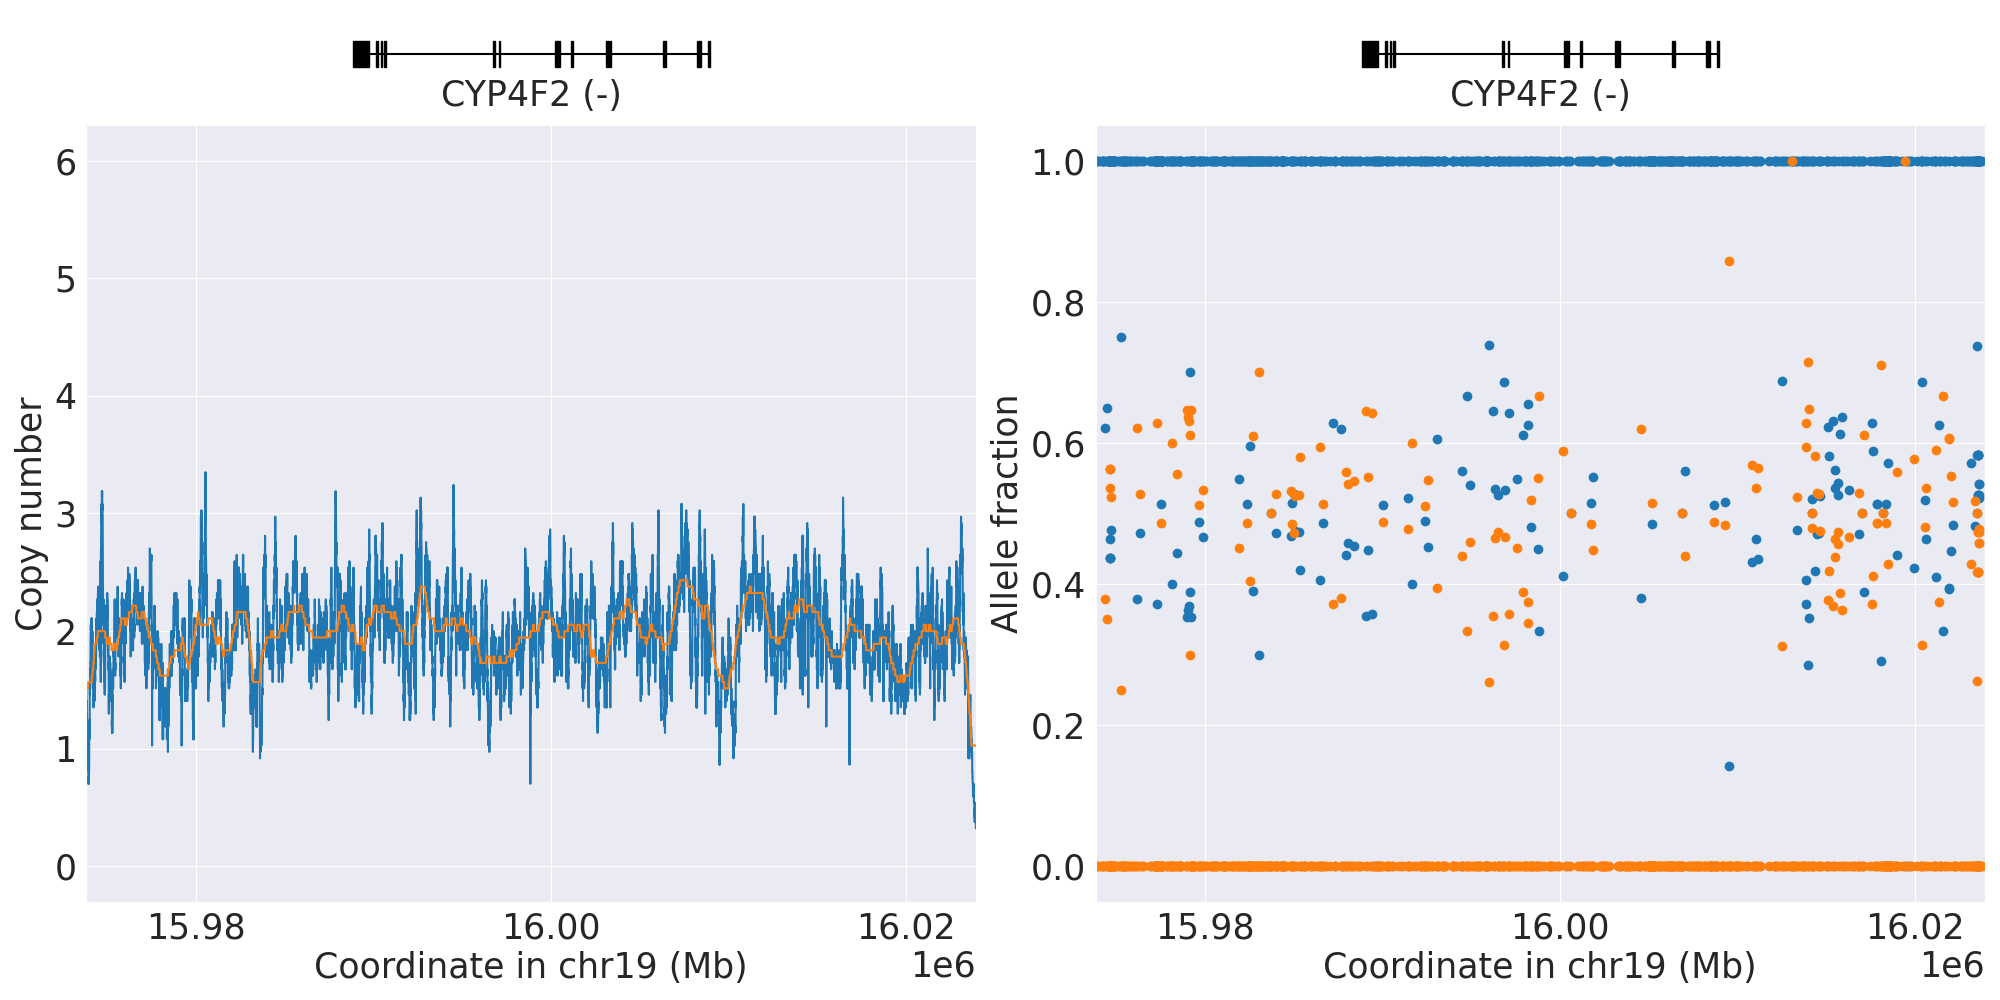 CYP4F2 (-)
6
5
4
3
2
1
0
Copy number
15.98
16.00
16.02
Coordinate in chr19 (Mb)
1e6
CYP4F2 (-)
1.0
0.8
0.6
0.4
0.2
0.0
Allele fraction
15.98
16.00
16.02
Coordinate in chr19 (Mb)
1e6